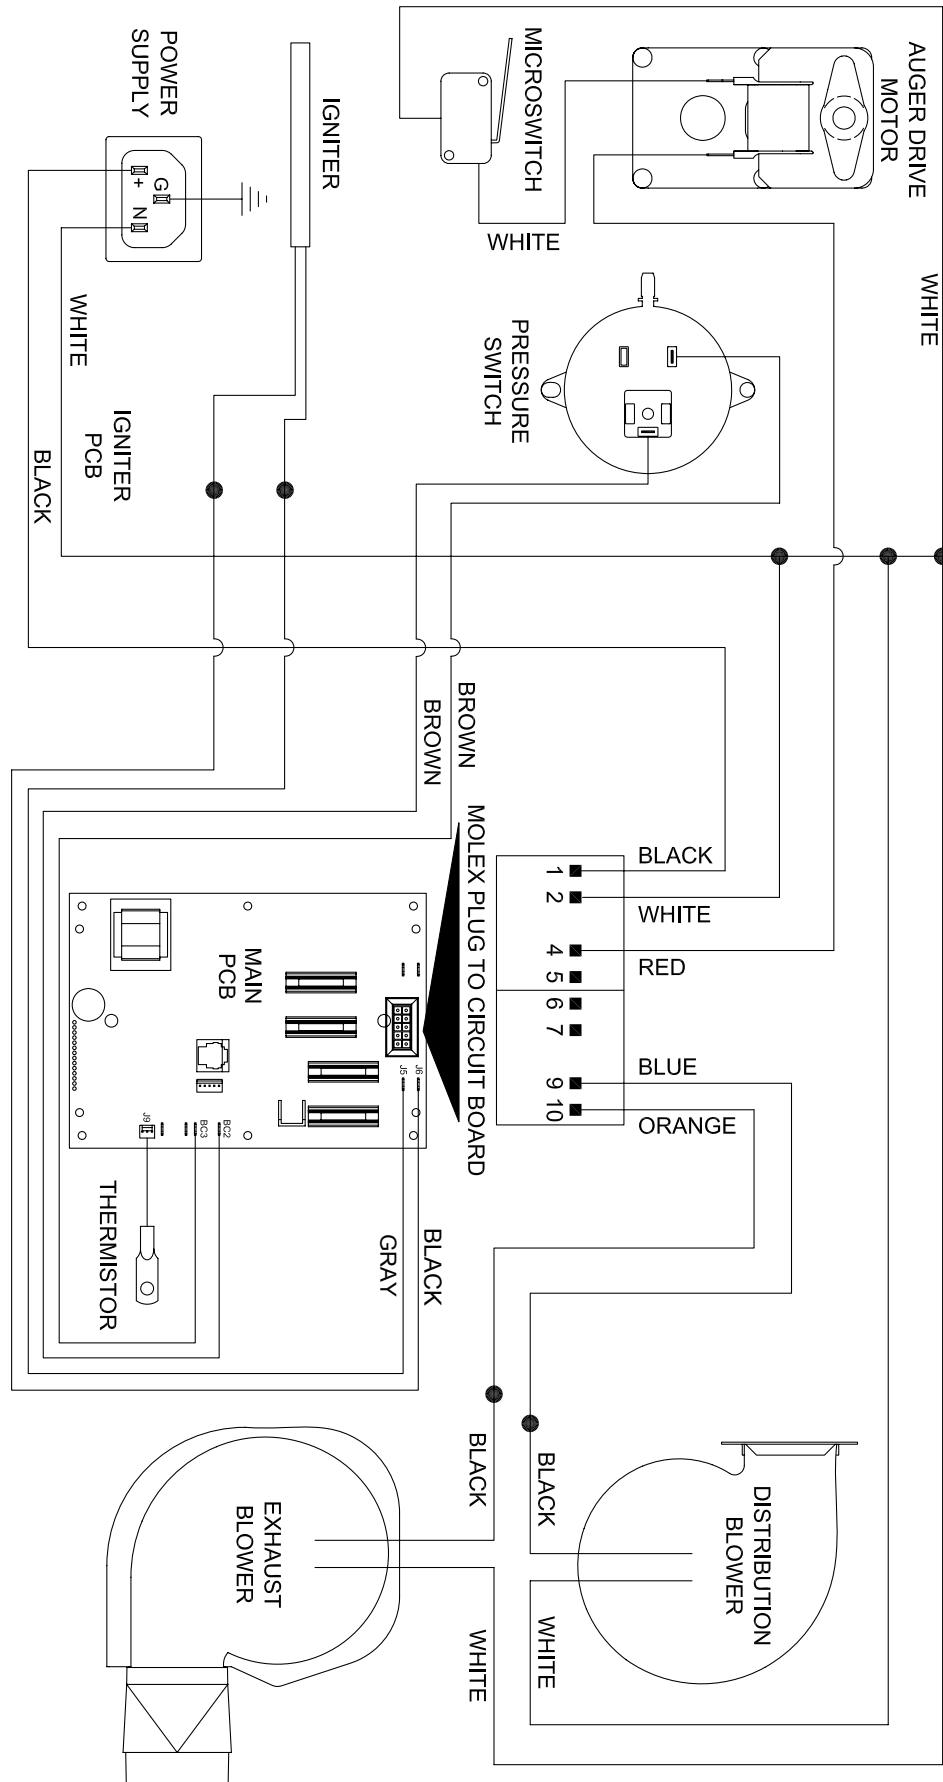 AUGER DRIVE
MOTOR
MICROSWITCH
IGNITER
POWER
SUPPLY
+
G
N
WHITE
WHITE
WHITE
PRESSURE
SWITCH
IGNITER
PCB
BLACK
BROWN
BROWN
MOLEX PLUG TO CIRCUIT BOARD
1
2
4
5
6
7
9
10
BLACK
WHITE
RED
BLUE
ORANGE
MAIN
PCB
J6
J5
BC2
BC3
J9
THERMISTOR
BLACK
GRAY
BLACK
BLACK
DISTRIBUTION
BLOWER
EXHAUST
BLOWER
WHITE
WHITE